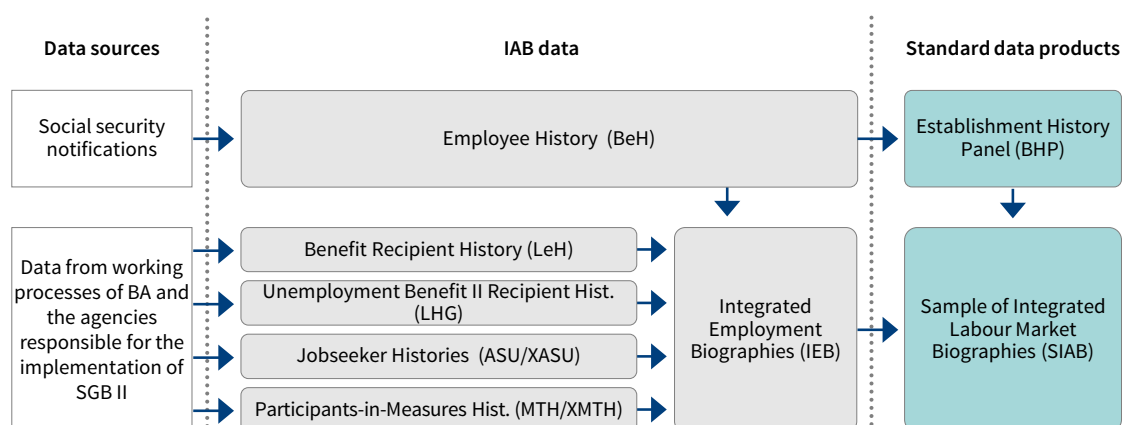 Data sources
IAB data
Standard data products
Social security
notifications
Employee History (BeH)
Establishment History
Panel (BHP)
Data from working
processes of BA and
the agencies
responsible for the
implementation of
SGB II
Benefit Recipient History (LeH)
Unemployment Benefit II Recipient Hist.
(LHG)
Jobseeker Histories (ASU/XASU)
Participants-in-Measures Hist. (MTH/XMTH)
Integrated
Employment
Biographies (IEB)
Sample of Integrated
Labour Market
Biographies (SIAB)